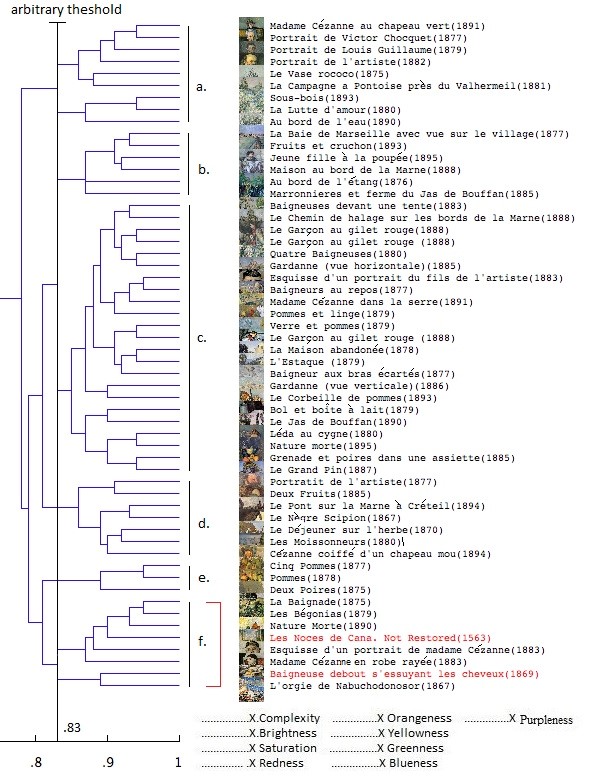 arbitrary theshold
Madame Cézanne au chapeau vert(1891)
Portrait de Victor Chocquet(1877)
Portrait de Louis Guillaume(1879)
Portrait de l'artiste(1882)
Le Vase rococo(1875)
La Campagne a Pontoise près du Valhermeil(1881)
Sous-bois(1893)
La Lutte d'amour(1880)
Au bord de l'eau(1890)
a.
La Baie de Marseille avec vue sur le village(1877)
Fruits et cruchon(1893)
Jeune fille à la poupée(1895)
Maison au bord de la Marne(1888)
Au bord de l'étang(1876)
Marronnieres et ferme du Jas de Bouffan(1885)
b.
Baigneuses devant une tente(1883)
Le Chemin de halage sur les bords de la Marne(1888)
Le Garçon au gilet rouge(1888)
Le Garçon au gilet rouge (1888)
Quatre Baigneuses(1880)
Gardanne (vue horizontale)(1885)
Esquisse d'un portrait du fils de l'artiste(1883)
Baigneurs au repos(1877)
Madame Cézanne dans la serre(1891)
Pommes et linge(1879)
Verre et pommes(1879)
Le Garçon au gilet rouge (1888)
La Maison abandonée(1878)
L'Estaque (1879)
Baigneur aux bras écartés(1877)
Gardanne (vue verticale)(1886)
Le Corbeille de pommes(1893)
Bol et boîte à lait(1879)
Le Jas de Bouffan(1890)
Léda au cygne(1880)
Nature morte(1895)
Grenade et poires dans une assiette(1885)
Le Grand Pin(1887)
c.
Portratit de l'artiste(1877)
Deux Fruits(1885)
Le Pont sur la Marne à Créteil(1894)
Le Nègre Scipion(1867)
Le Déjeuner sur l'herbe(1870)
Les Moissonneurs(1880)\
Cézanne coiffé d'un chapeau mou(1894)
d.
Cinq Pommes(1877)
Pommes(1878)
Deux Poires(1875)
e.
La Baignade(1875)
Les Bégonias(1879)
Nature Morte(1890)
Les Noces de Cana. Not Restored(1563)
Esquisse d'un portrait de madame Cézanne(1883)
Madame Cézanne en robe rayée(1883)
Baigneuse debout s'essuyant les cheveux(1869)
L'orgie de Nabuchodonosor(1867)
f.
.83
.8 .9 1
...............X.Complexity ..............X Orangeness ..............X Purpleness
...............X.Brightness ..............X Yellowness
...............X Saturation ...............X Greenness
............. .X Redness ...............X Blueness